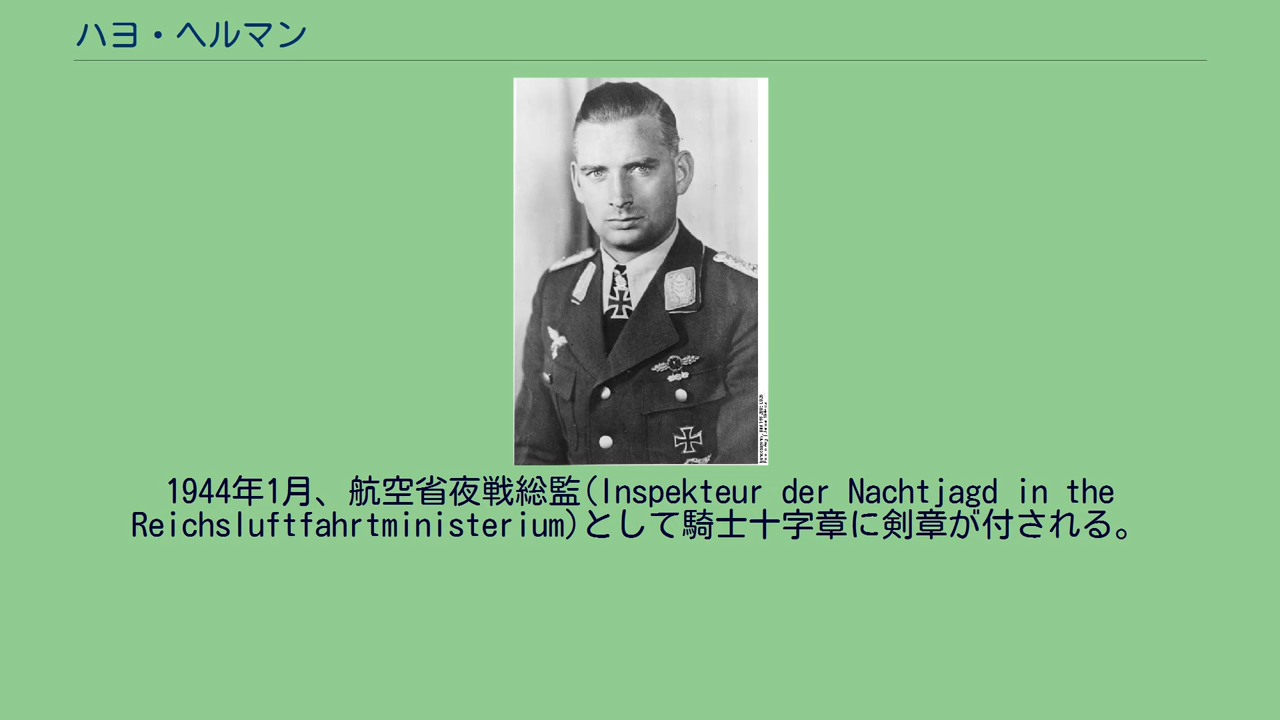 ハヨ・ヘルマン
1944年1月、航空省夜戦総監(Inspekteur der Nachtjagd in the
Reichsluftfahrtministerium)として騎士十字章に剣章が付される。